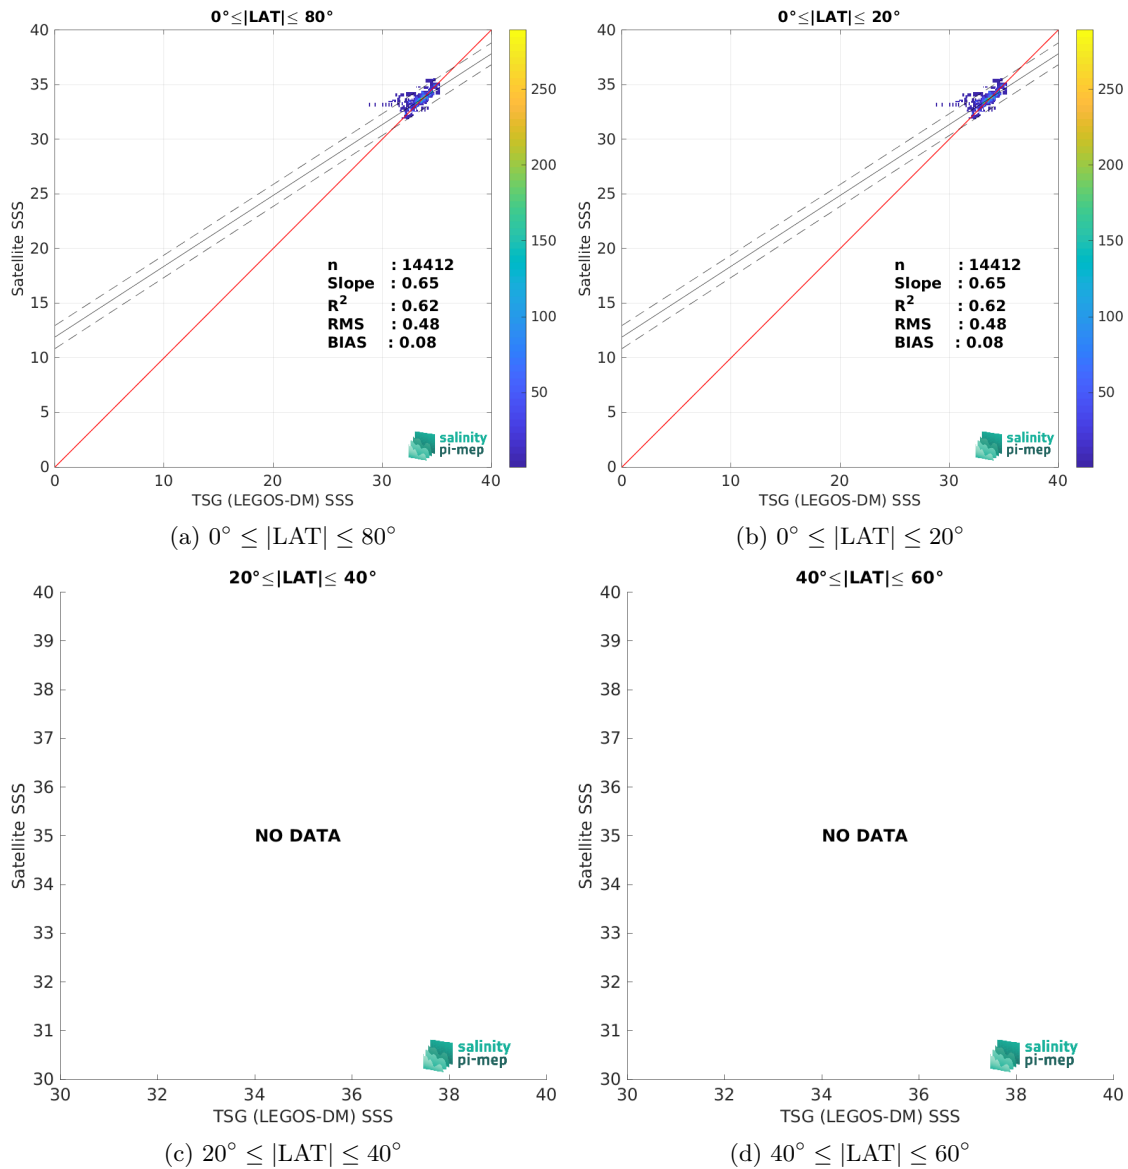 0°≤|LAT|≤ 80°
40
35
30
25
20
15
10
5
0
0
10
20
30
40
Satellite SSS
TSG (LEGOS-DM) SSS
n : 14412
Slope : 0.65
R² : 0.62
RMS : 0.48
BIAS : 0.08
salinity
pi-mep
250
200
150
100
50
(a) 0° ≤ |LAT| ≤ 80°
0°≤|LAT|≤ 20°
40
35
30
25
20
15
10
5
0
0
10
20
30
40
Satellite SSS
TSG (LEGOS-DM) SSS
n : 14412
Slope : 0.65
R² : 0.62
RMS : 0.48
BIAS : 0.08
salinity
pi-mep
250
200
150
100
50
(b) 0° ≤ |LAT| ≤ 20°
20°≤|LAT|≤ 40°
40
39
38
37
36
35
34
33
32
31
30
30
32
34
36
38
40
Satellite SSS
NO DATA
salinity
pi-mep
TSG (LEGOS-DM) SSS
(c) 20° ≤ |LAT| ≤ 40°
40°≤|LAT|≤ 60°
40
39
38
37
36
35
34
33
32
31
30
30
32
34
36
38
40
Satellite SSS
NO DATA
salinity
pi-mep
TSG (LEGOS-DM) SSS
(d) 40° ≤ |LAT| ≤ 60°